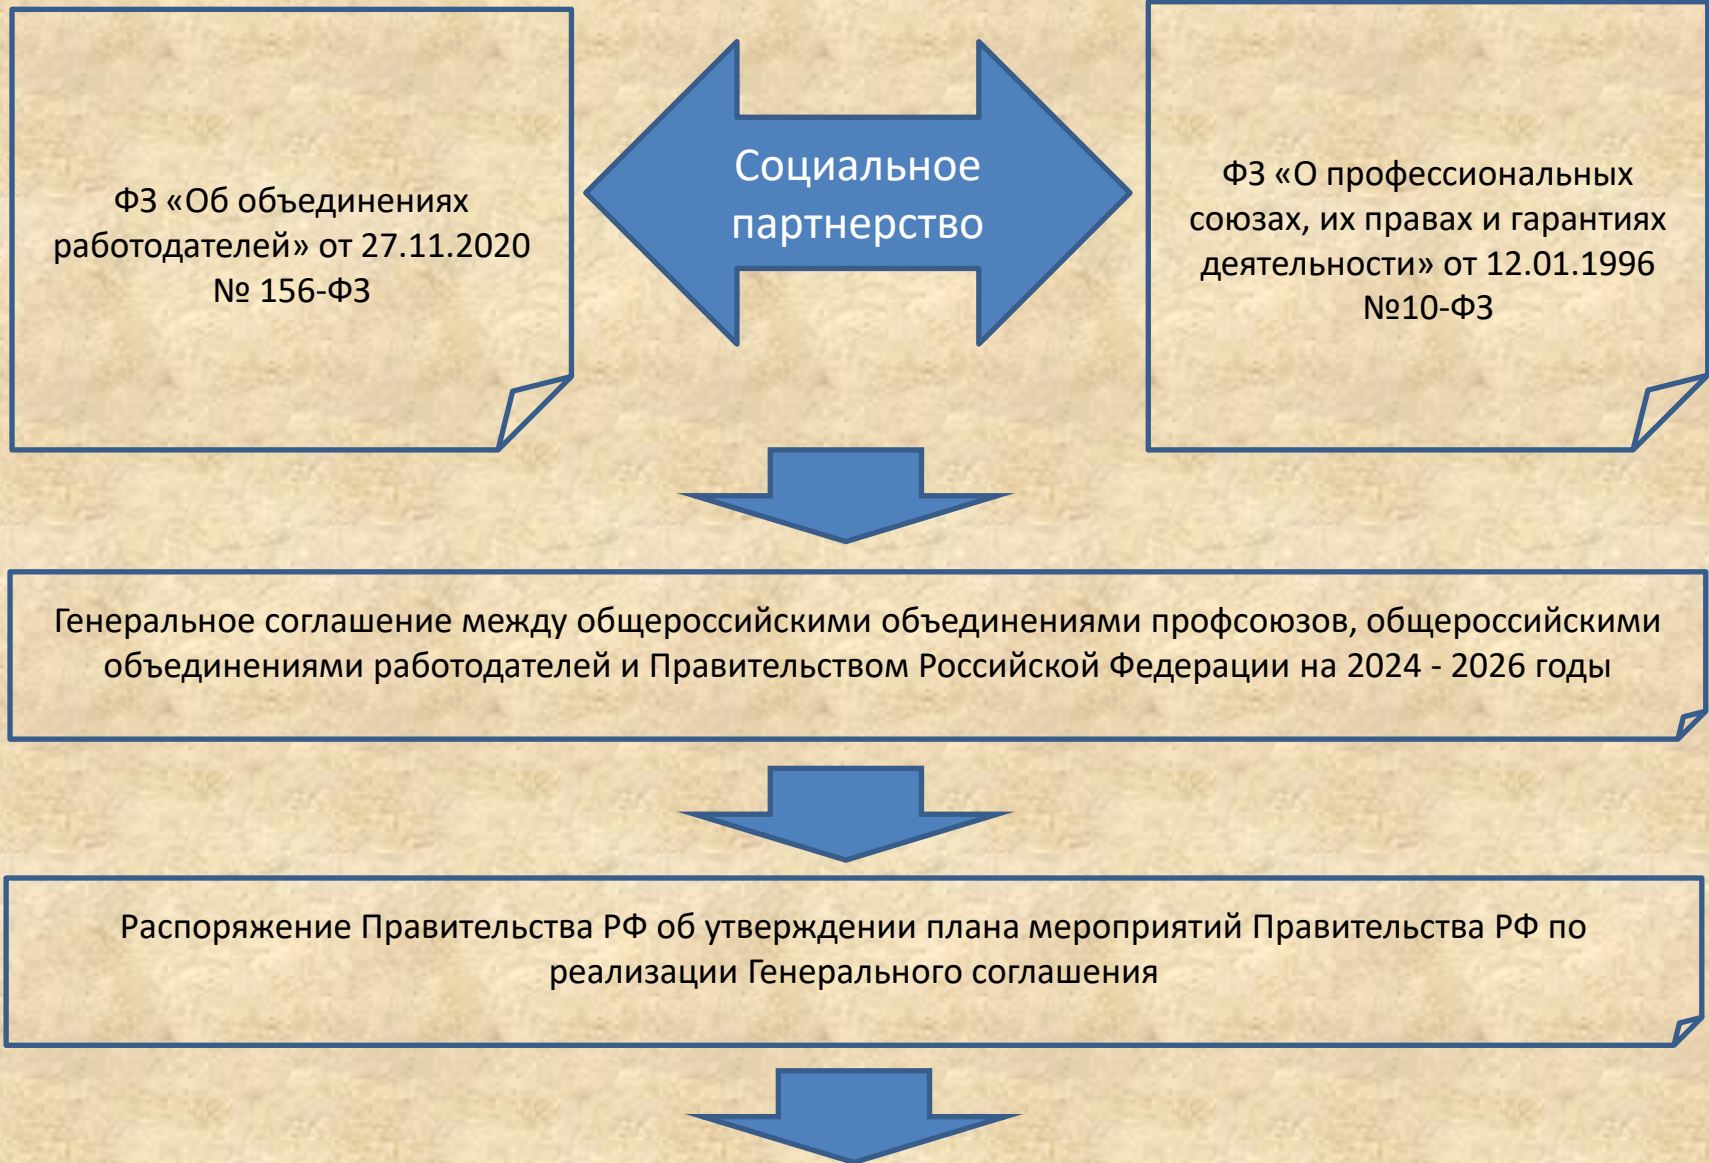 ФЗ «Об объединениях
работодателей» от 27.11.2020
№ 156-ФЗ
Социальное
партнерство
ФЗ «О профессиональных
союзах, их правах и гарантиях
деятельности» от 12.01.1996
№10-ФЗ
Генеральное соглашение между общероссийскими объединениями профсоюзов, общероссийскими
объединениями работодателей и Правительством Российской Федерации на 2024 - 2026 годы
Распоряжение Правительства РФ об утверждении плана мероприятий Правительства РФ по
реализации Генерального соглашения